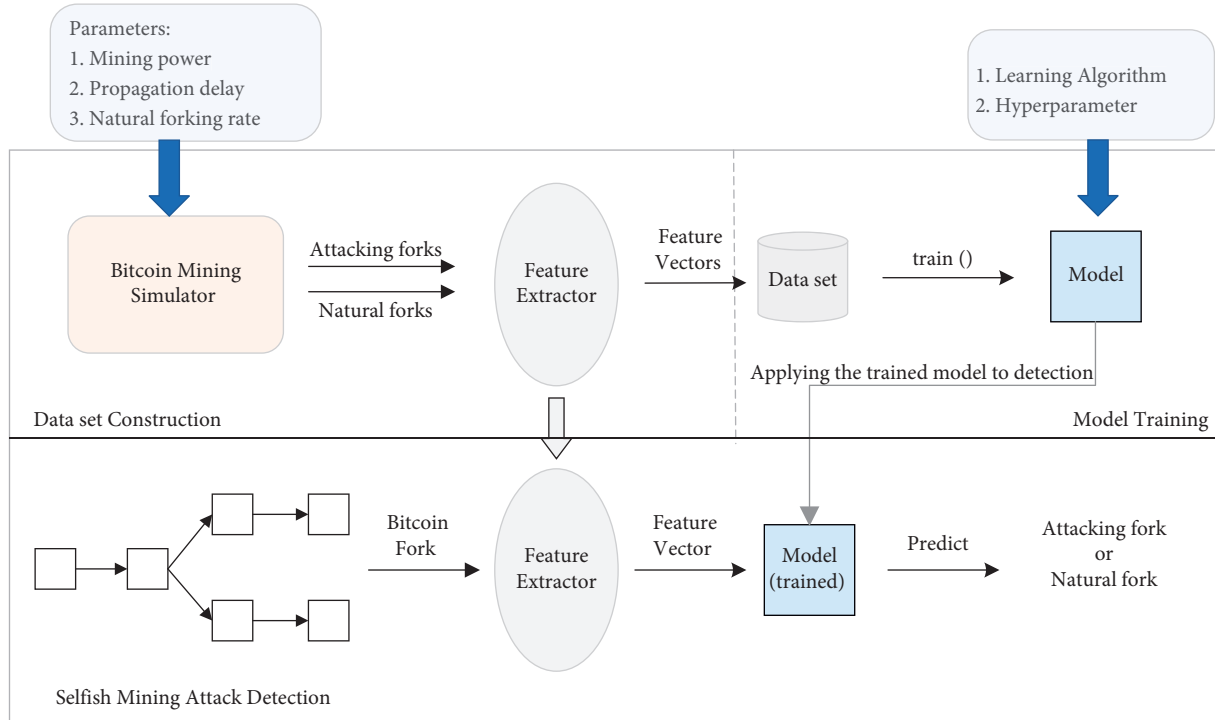 Parameters:
1. Mining power
2. Propagation delay
3. Natural forking rate
1. Learning Algorithm
2. Hyperparameter
Bitcoin Mining
Simulator
Attacking forks
Natural forks
Feature
Extractor
Feature
Vectors
Data set
train ()
Model
Applying the trained model to detection
Data set Construction
Model Training
Bitcoin
Fork
Feature
Extractor
Feature
Vector
Model
(trained)
Predict
Attacking fork
or
Natural fork
Selfish Mining Attack Detection